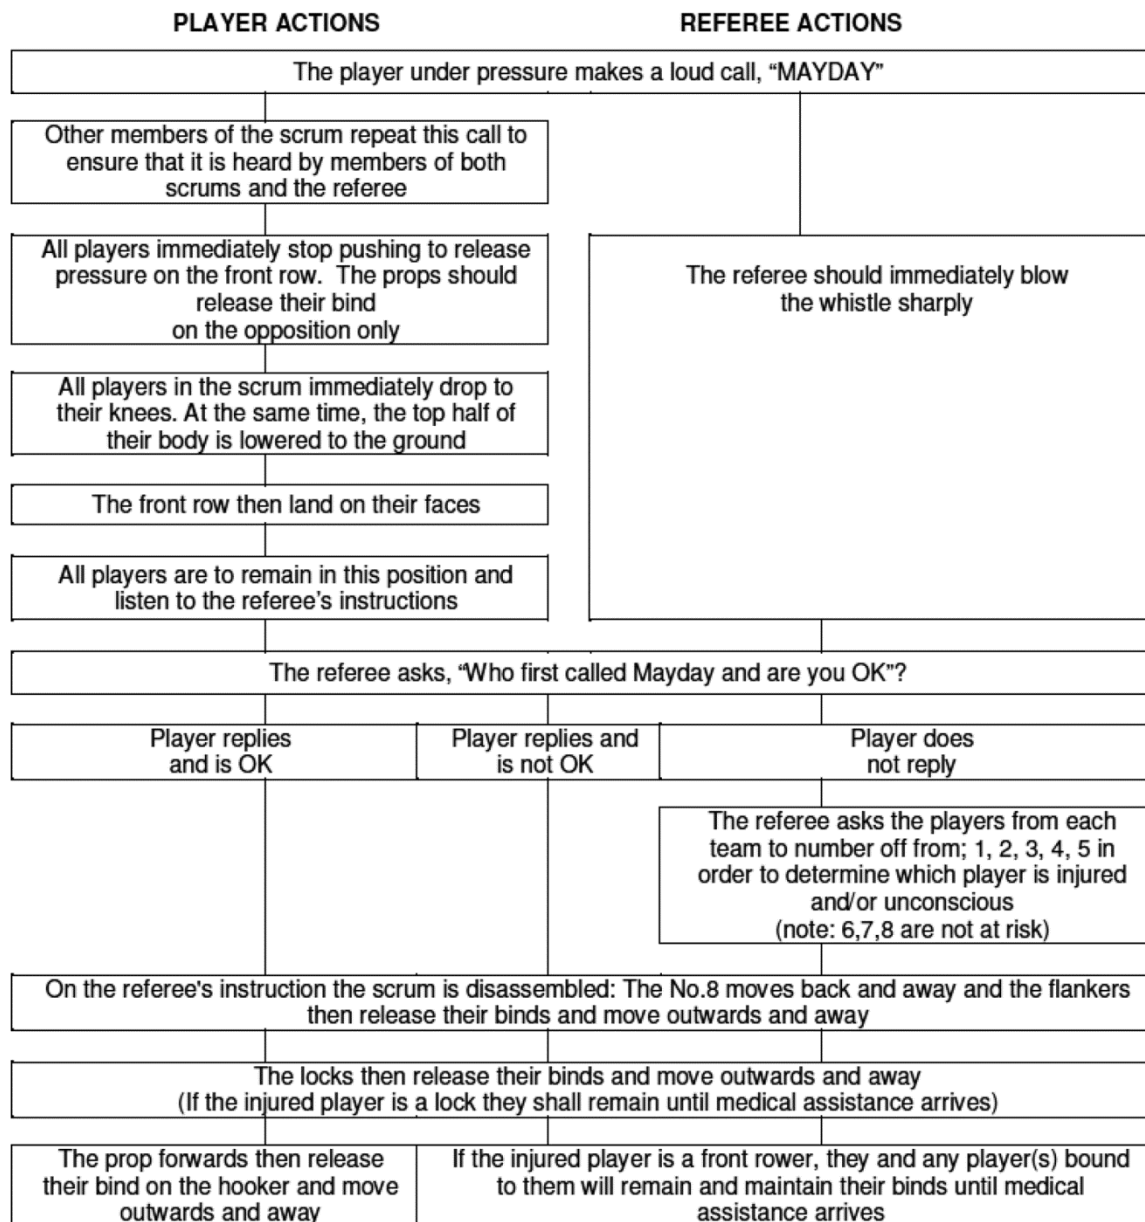 PLAYER ACTIONS
REFEREE ACTIONS
The player under pressure makes a loud call, “MAYDAY”
Other members of the scrum repeat this call to
ensure that it is heard by members of both
scrums and the referee
All players immediately stop pushing to release
pressure on the front row. The props should
release their bind
on the opposition only
The referee should immediately blow
the whistle sharply
All players in the scrum immediately drop to
their knees. At the same time, the top half of
their body is lowered to the ground
The front row then land on their faces
All players are to remain in this position and
listen to the referee’s instructions
The referee asks, “Who first called Mayday and are you OK”?
Player replies
and is OK
Player replies and
is not OK
Player does
not reply
The referee asks the players from each
team to number off from; 1, 2, 3, 4, 5 in
order to determine which player is injured
and/or unconscious
(note: 6,7,8 are not at risk)
On the referee's instruction the scrum is disassembled: The No.8 moves back and away and the flankers
then release their binds and move outwards and away
The locks then release their binds and move outwards and away
(If the injured player is a lock they shall remain until medical assistance arrives)
The prop forwards then release
their bind on the hooker and move
outwards and away
If the injured player is a front rower, they and any player(s) bound
to them will remain and maintain their binds until medical
assistance arrives